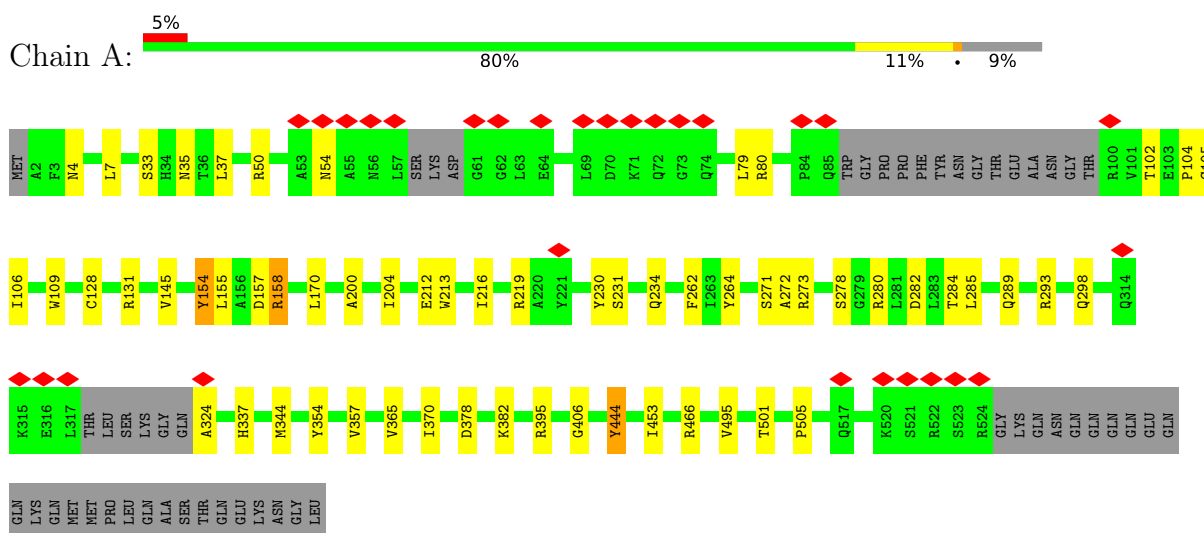 5%
Chain A:
80% 11% • 9%
MET A2 F3 N4 L7 S33 H34 N35 T36 L37 R50 A53 N54 A55 N56 L57 SER LYS ASP G61 G62 L63 E64 L69 D70 K71 Q72 G73 Q74 L79 R80 P84 Q85 TRP GLY PRO PRO PHE TYR ASN GLY THR GLU ALA ASN GLY THR R100 V101 T102 E103 P104
I106 W109 C128 R131 V145 Y154 L155 A156 D157 R158 L170 A200 I204 E212 W213 I216 R219 A220 Y221 Y230 S231 Q234 F262 I263 Y264 S271 A272 R273 S278 G279 R280 L281 D282 L283 T284 L285 Q289 R293 Q298 Q314
K315 E316 L317 THR LEU SER LYS GLY GLN A324 H337 M344 Y354 V357 V365 I370 D378 K382 R395 G406 Y444 I453 R466 V495 T501 P505 Q517 K520 S521 R522 S523 R524 GLY LYS GLN ASN GLN GLN GLN GLN GLU GLN
GLN LYS GLN MET MET PRO LEU GLN ALA SER THR GLN GLU LYS ASN GLY LEU